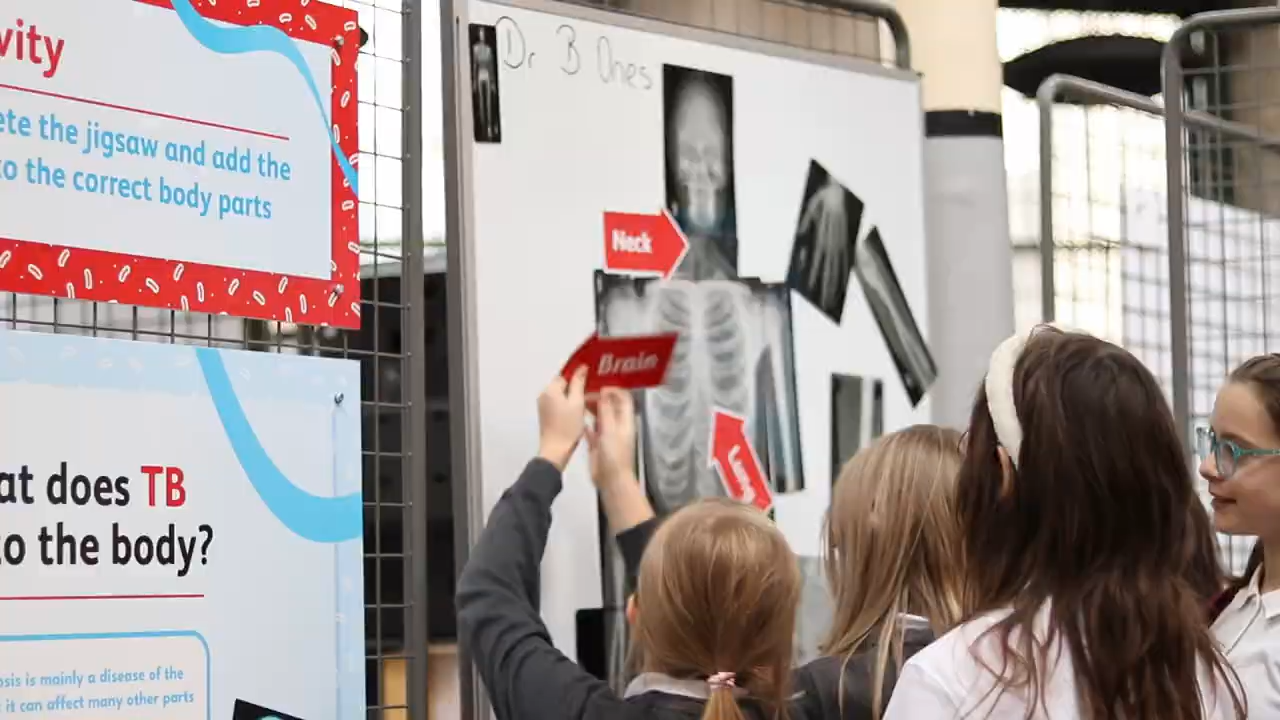 vity
ete the jigsaw and add the
to the correct body parts
at does TB
to the body?
osis is mainly a disease of the
it can affect many other parts
Dr B Ones
Neck
Brain
Lung